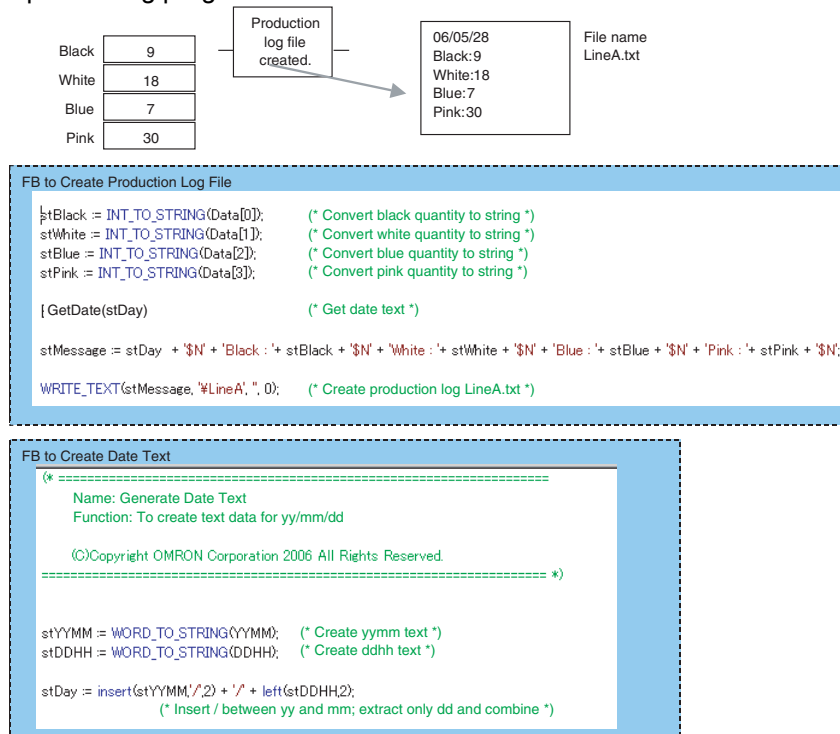 Production
log file
created.
Black 9
White 18
Blue 7
Pink 30
06/05/28
Black:9
White:18
Blue:7
Pink:30
File name
LineA.txt
FB to Create Production Log File
stBlack := INT_TO_STRING(Data[0]); (* Convert black quantity to string *)
stWhite := INT_TO_STRING(Data[1]); (* Convert white quantity to string *)
stBlue := INT_TO_STRING(Data[2]); (* Convert blue quantity to string *)
stPink := INT_TO_STRING(Data[3]); (* Convert pink quantity to string *)
[ GetDate(stDay) (* Get date text *)
stMessage := stDay + '$N' + 'Black : '+ stBlack + '$N' + 'White : '+ stWhite + '$N' + 'Blue : '+ stBlue + '$N' + 'Pink : '+ stPink + '$N';
WRITE_TEXT(stMessage, '¥LineA', '', 0); (* Create production log LineA.txt *)
FB to Create Date Text
(* =====================================================================
Name: Generate Date Text
Function: To create text data for yy/mm/dd
(C)Copyright OMRON Corporation 2006 All Rights Reserved.
====================================================================== *)
stYYMM := WORD_TO_STRING(YYMM); (* Create yymm text *)
stDDHH := WORD_TO_STRING(DDHH); (* Create ddhh text *)
stDay := insert(stYYMM,'/',2) + '/' + left(stDDHH,2);
(* Insert / between yy and mm; extract only dd and combine *)